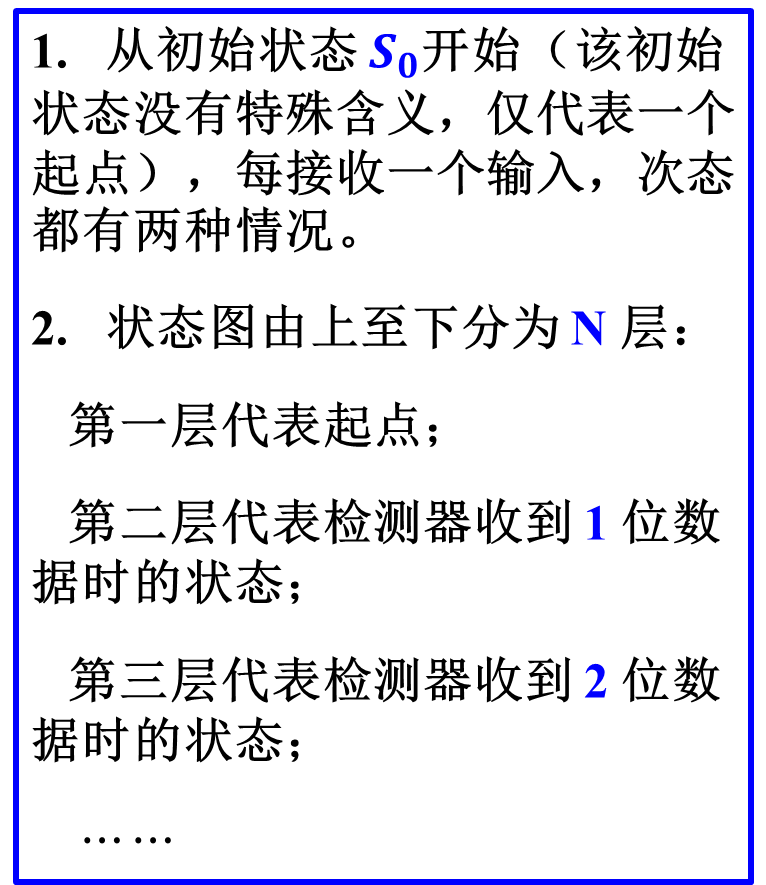 1. 从初始状态 S₀开始（该初始
状态没有特殊含义，仅代表一个
起点），每接收一个输入，次态
都有两种情况。
2. 状态图由上至下分为 N 层：
第一层代表起点；
第二层代表检测器收到 1 位数
据时的状态；
第三层代表检测器收到 2 位数
据时的状态；
……